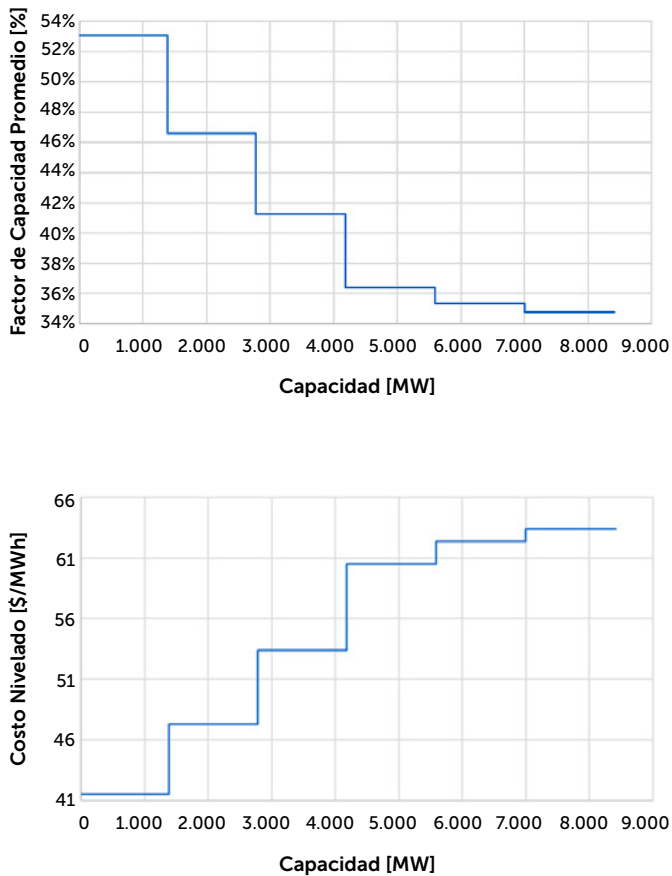 Factor de Capacidad Promedio [%]
54%
52%
50%
48%
46%
44%
42%
40%
38%
36%
34%
0 1.000 2.000 3.000 4.000 5.000 6.000 7.000 8.000 9.000
Capacidad [MW]
Costo Nivelado [$/MWh]
66
61
56
51
46
41
0 1.000 2.000 3.000 4.000 5.000 6.000 7.000 8.000 9.000
Capacidad [MW]